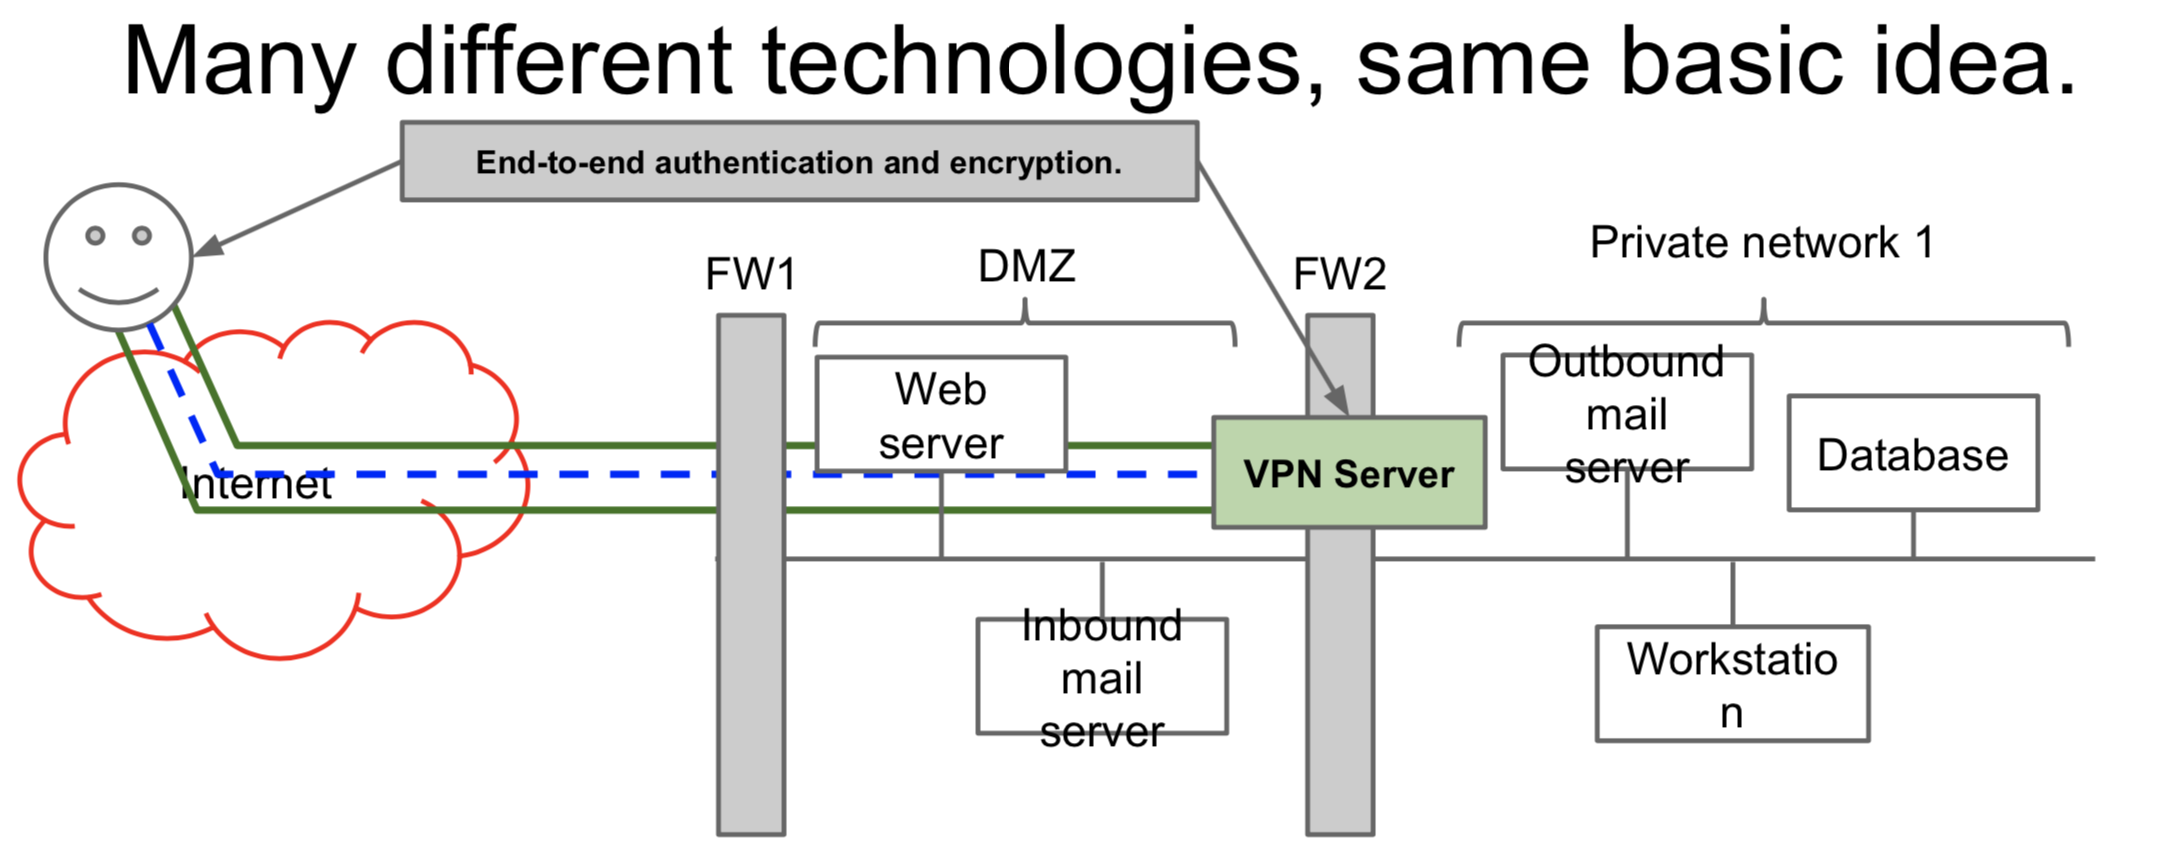 Many different technologies, same basic idea.
End-to-end authentication and encryption.
Private network 1
FW1
DMZ
FW2
Web
server
Outbound
mail
server
Database
VPN Server
Internet
Inbound
mail
server
Workstatio
n